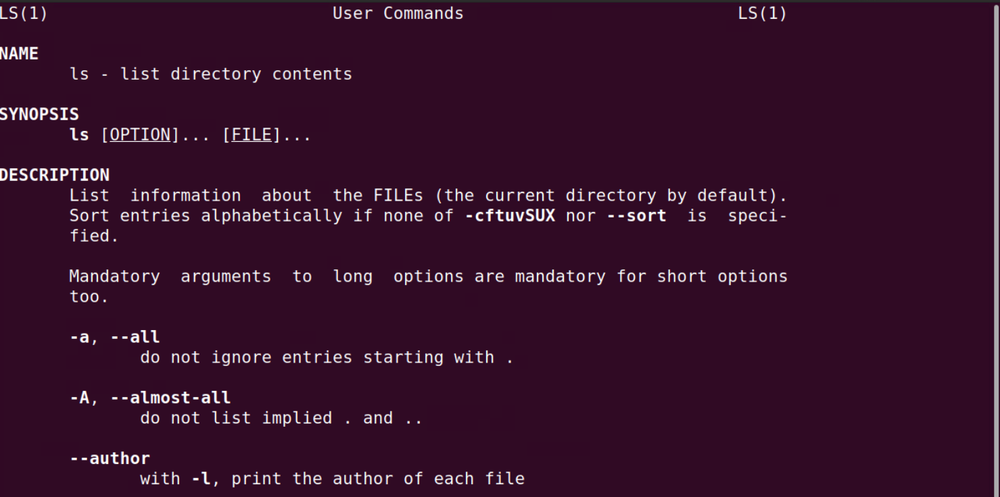 LS(1) User Commands LS(1)
NAME
ls - list directory contents
SYNOPSIS
ls [OPTION]... [FILE]...
DESCRIPTION
List information about the FILEs (the current directory by default).
Sort entries alphabetically if none of -cftuvSUX nor --sort is speci-
fied.
Mandatory arguments to long options are mandatory for short options
too.
-a, --all
do not ignore entries starting with .
-A, --almost-all
do not list implied . and ..
--author
with -l, print the author of each file